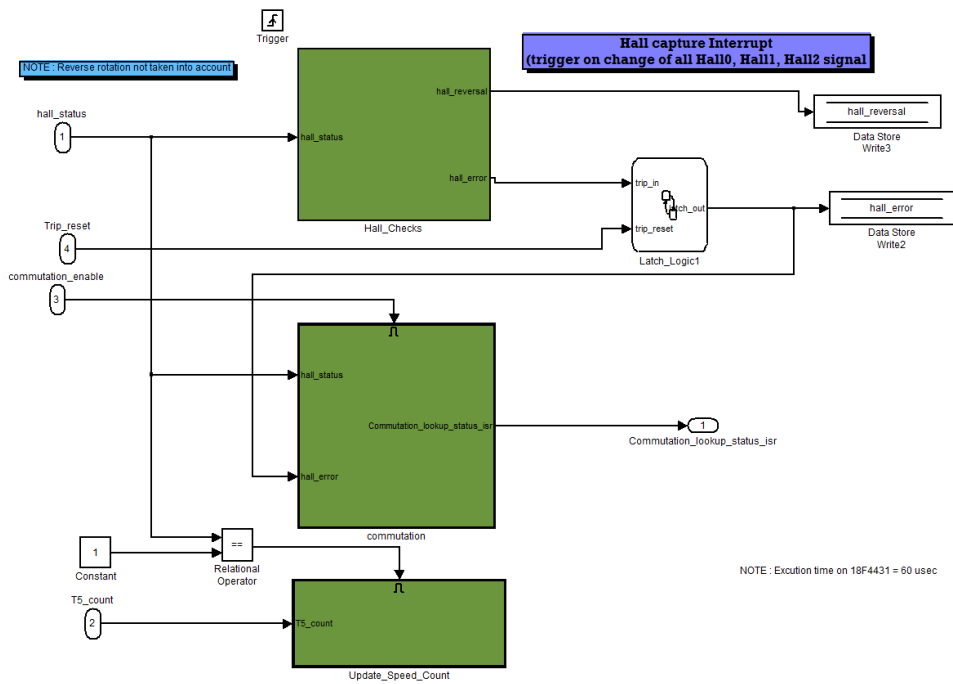 Trigger
Hall capture Interrupt
(trigger on change of all Hall0, Hall1, Hall2 signal
NOTE : Reverse rotation not taken into account
hall_status
1
hall_status
hall_reversal
hall_error
Hall_Checks
hall_reversal
Data Store
Write3
trip_in
latch_out
trip_reset
Latch_Logic1
hall_error
Data Store
Write2
Trip_reset
4
commutation_enable
3
hall_status
Commutation_lookup_status_isr
hall_error
commutation
1
Commutation_lookup_status_isr
1
Constant
==
Relational
Operator
NOTE : Excution time on 18F4431 = 60 usec
T5_count
2
T5_count
Update_Speed_Count